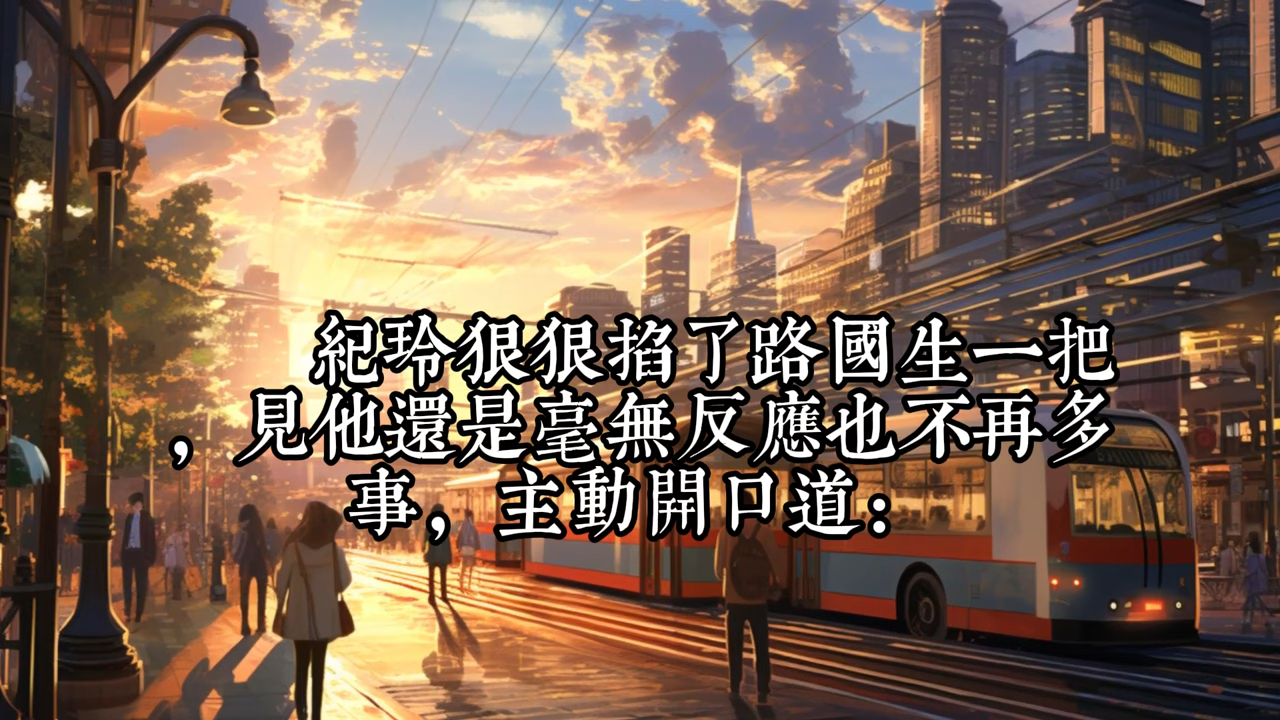 紀玲狠狠掐了路國生一把
，見他還是毫無反應也不再多
事，主動開口道：